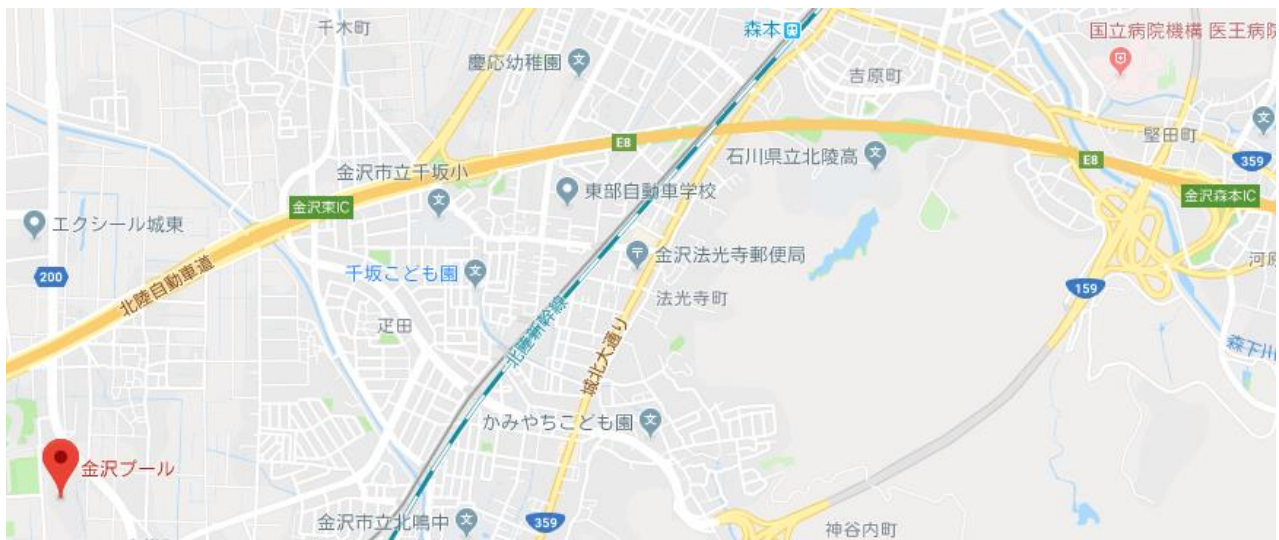 千木町
森本
国立病院機構 医王病院
慶応幼稚園
吉原町
E8
堅田町
石川県立北陵高
E8
359
金沢市立千坂小
東部自動車学校
金沢森本IC
金沢東IC
エクシール城東
金沢法光寺郵便局
河原
200
千坂こども園
北陸自動車道
159
法光寺町
疋田
北陸新幹線
城北大通り
森下川
かみやちこども園
金沢プール
金沢市立北鳴中
359
神谷内町